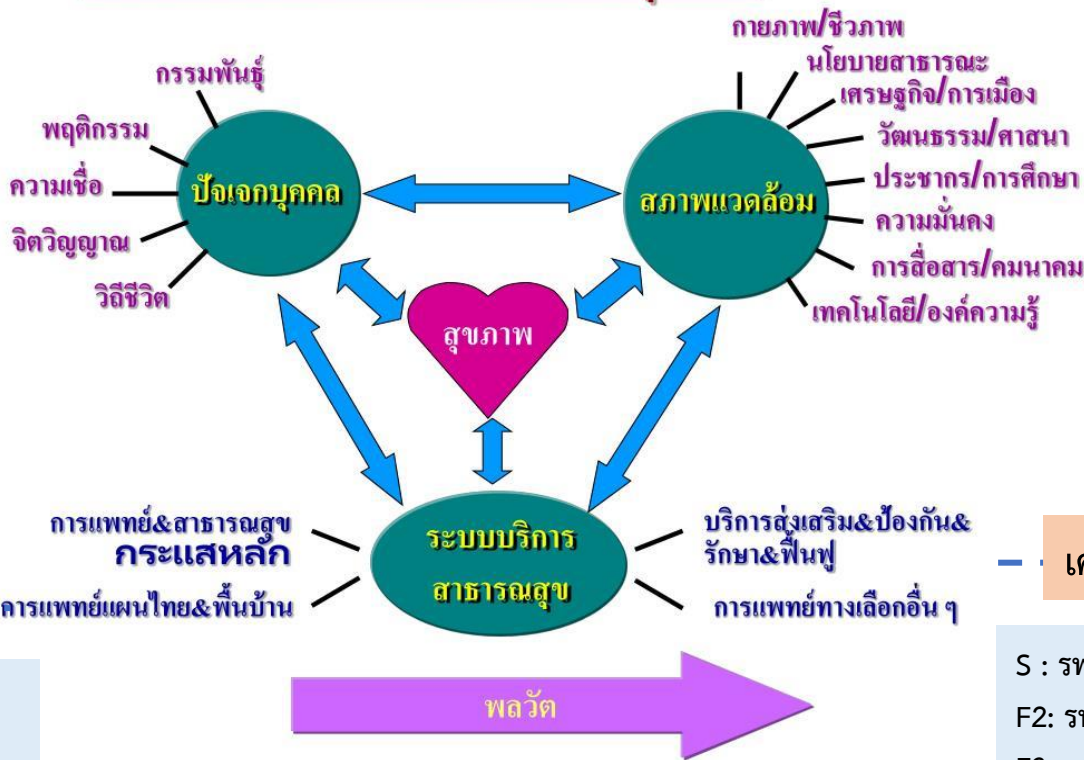 กายภาพ/ชีวภาพ
นโยบายสาธารณะ
เศรษฐกิจ/การเมือง
วัฒนธรรม/ศาสนา
ประชากร/การศึกษา
ความมั่นคง
การสื่อสาร/คมนาคม
เทคโนโลยี/องค์ความรู้
กรรมพันธุ์
พฤติกรรม
ความเชื่อ
จิตวิญญาณ
วิถีชีวิต
ปัจเจกบุคคล
สภาพแวดล้อม
สุขภาพ
ระบบบริการ
สาธารณสุข
การแพทย์&สาธารณสุข
กระแสหลัก
การแพทย์แผนไทย&พื้นบ้าน
บริการส่งเสริม&ป้องกัน&
รักษา&ฟื้นฟู
การแพทย์ทางเลือกอื่น ๆ
พลวัต
S :
F2: